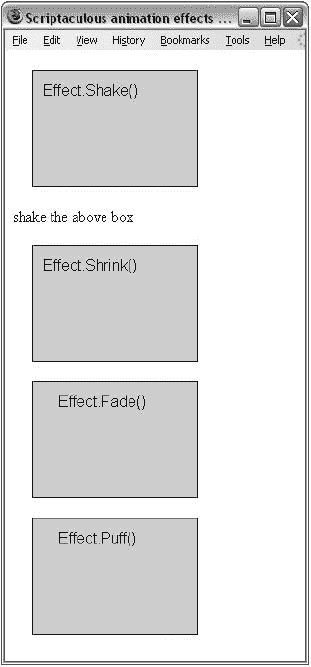 Scriptaculous animation effects ...
File Edit View History Bookmarks Tools Help
Effect.Shake()
shake the above box
Effect.Shrink()
Effect.Fade()
Effect.Puff()